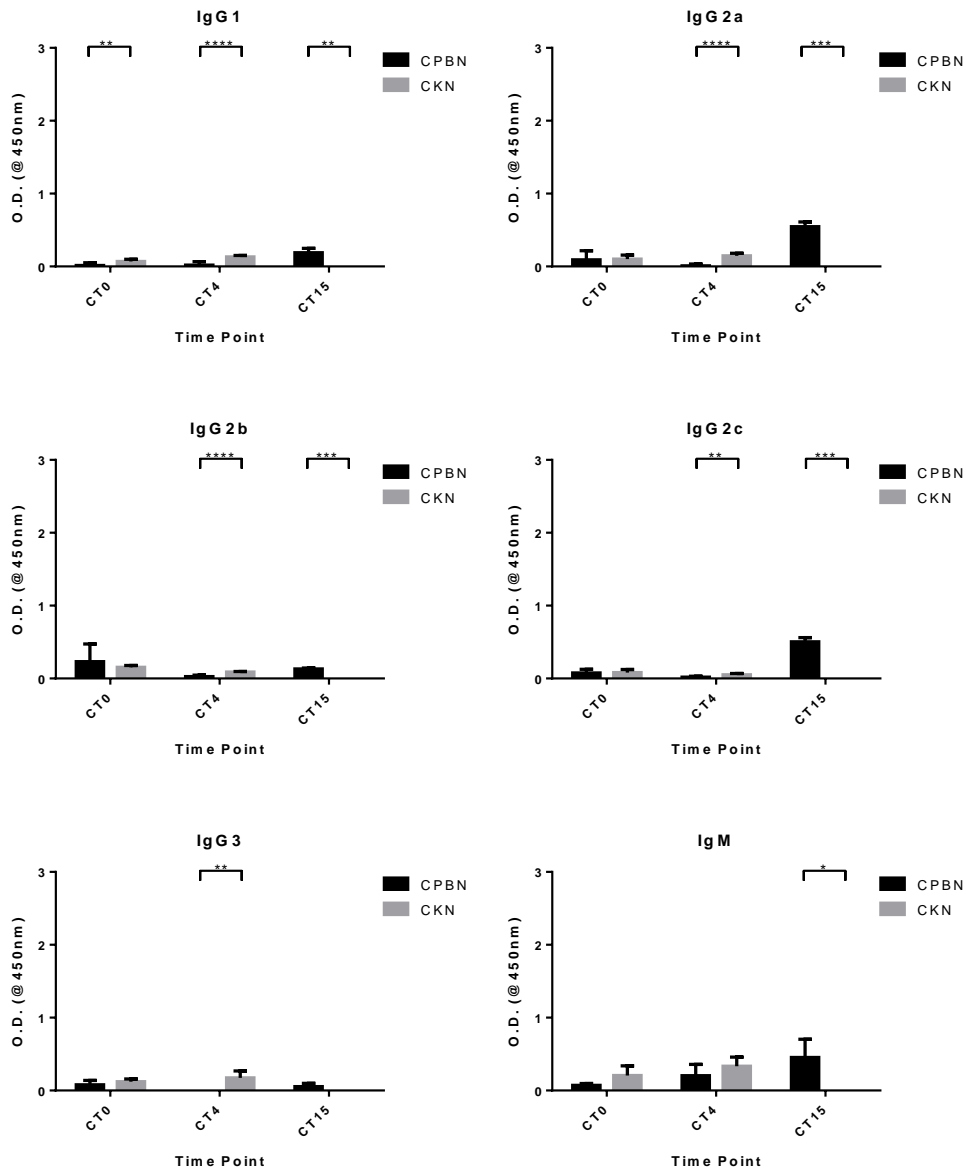 IgG1
** **** **
3
2
1
0
O.D. (@450nm)
CPBN
CKN
CT0 CT4 CT15
Time Point
IgG2a
**** ***
3
2
1
0
O.D. (@450nm)
CPBN
CKN
CT0 CT4 CT15
Time Point
IgG2b
**** ***
3
2
1
0
O.D. (@450nm)
CPBN
CKN
CT0 CT4 CT15
Time Point
IgG2c
** ***
3
2
1
0
O.D. (@450nm)
CPBN
CKN
CT0 CT4 CT15
Time Point
IgG3
**
3
2
1
0
O.D. (@450nm)
CPBN
CKN
CT0 CT4 CT15
Time Point
IgM
*
3
2
1
0
O.D. (@450nm)
CPBN
CKN
CT0 CT4 CT15
Time Point